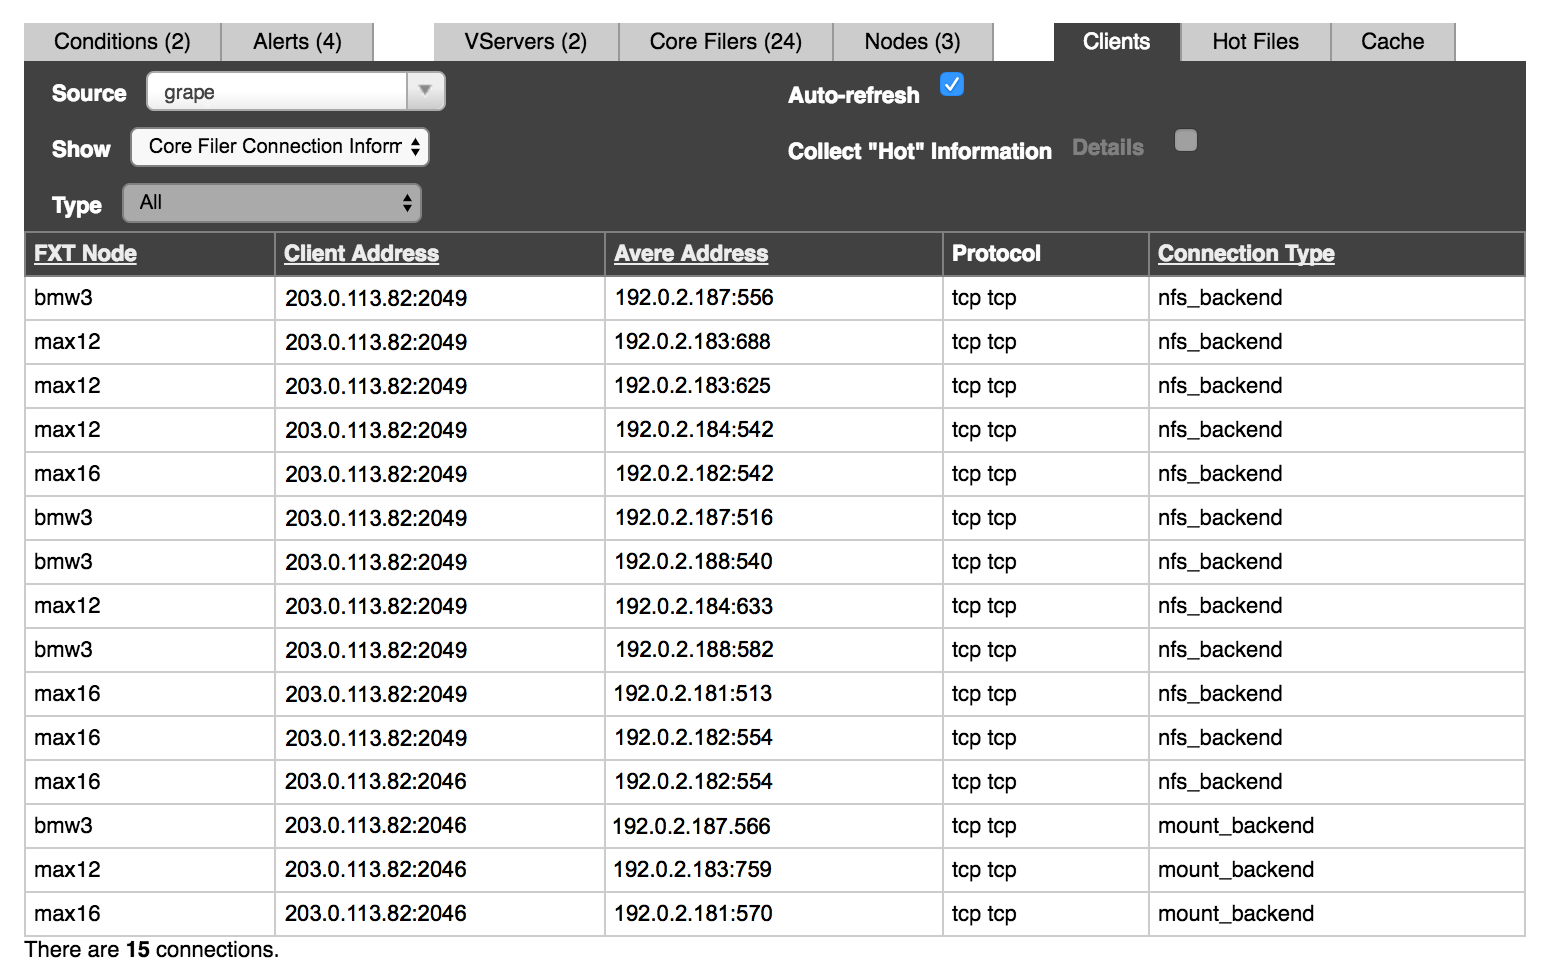 Conditions (2) Alerts (4) VServers (2) Core Filers (24) Nodes (3) Clients Hot Files Cache
Source grape Auto-refresh
Show Core Filer Connection Inform Collect "Hot" Information Details
Type All
FXT Node Client Address Avere Address Protocol Connection Type
bmw3 203.0.113.82:2049 192.0.2.187:556 tcp tcp nfs_backend
max12 203.0.113.82:2049 192.0.2.183:688 tcp tcp nfs_backend
max12 203.0.113.82:2049 192.0.2.183:625 tcp tcp nfs_backend
max12 203.0.113.82:2049 192.0.2.184:542 tcp tcp nfs_backend
max16 203.0.113.82:2049 192.0.2.182:542 tcp tcp nfs_backend
bmw3 203.0.113.82:2049 192.0.2.187:516 tcp tcp nfs_backend
bmw3 203.0.113.82:2049 192.0.2.188:540 tcp tcp nfs_backend
max12 203.0.113.82:2049 192.0.2.184:633 tcp tcp nfs_backend
bmw3 203.0.113.82:2049 192.0.2.188:582 tcp tcp nfs_backend
max16 203.0.113.82:2049 192.0.2.181:513 tcp tcp nfs_backend
max16 203.0.113.82:2049 192.0.2.182:554 tcp tcp nfs_backend
max16 203.0.113.82:2046 192.0.2.182:554 tcp tcp nfs_backend
bmw3 203.0.113.82:2046 192.0.2.187.566 tcp tcp mount_backend
max12 203.0.113.82:2046 192.0.2.183:759 tcp tcp mount_backend
max16 203.0.113.82:2046 192.0.2.181:570 tcp tcp mount_backend
There are 15 connections.